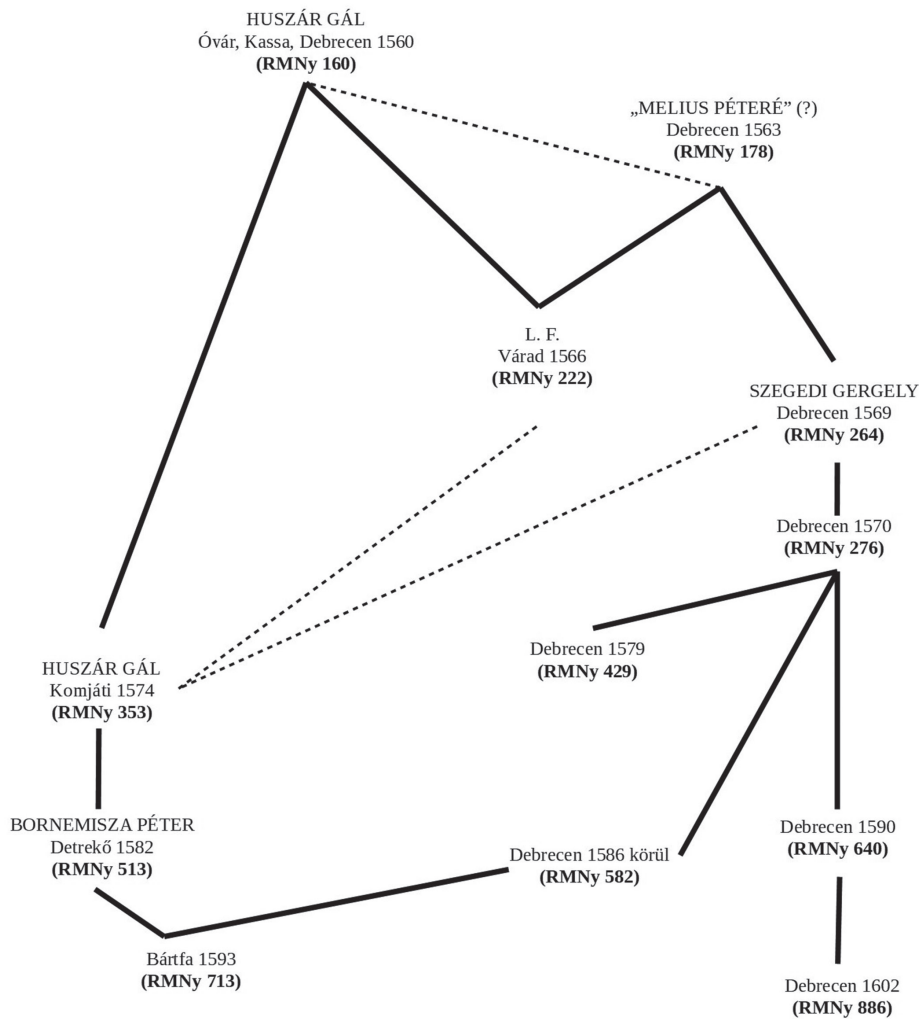 HUSZÁR GÁL
Óvár, Kassa, Debrecen 1560
(RMNy 160)
„MELIUS PÉTERÉ” (?)
Debrecen 1563
(RMNy 178)
L. F.
Várad 1566
(RMNy 222)
SZEGEDI GERGELY
Debrecen 1569
(RMNy 264)
Debrecen 1570
(RMNy 276)
Debrecen 1579
(RMNy 429)
HUSZÁR GÁL
Komjáti 1574
(RMNy 353)
BORNEMISZA PÉTER
Detrekő 1582
(RMNy 513)
Debrecen 1586 körül
(RMNy 582)
Debrecen 1590
(RMNy 640)
Bártfa 1593
(RMNy 713)
Debrecen 1602
(RMNy 886)